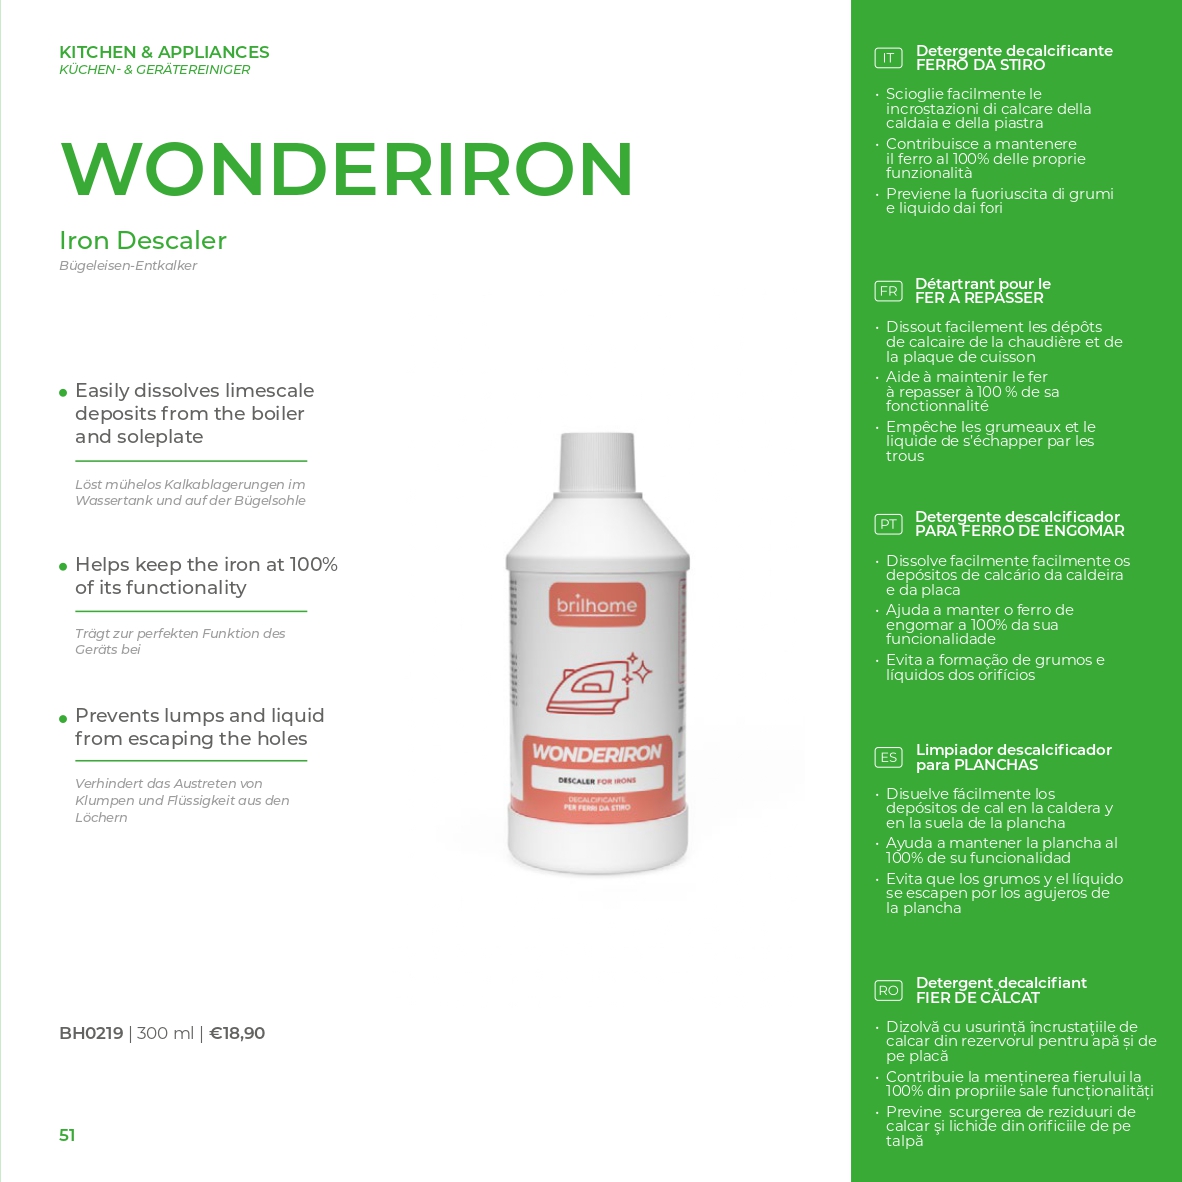 KITCHEN & APPLIANCES
KÜCHEN- & GERÄTEREINIGER
WONDERIRON
Iron Descaler
Bügeleisen-Entkalker
Easily dissolves limescale
deposits from the boiler
and soleplate
Löst mühelos Kalkablagerungen im
Wassertank und auf der Bügelsohle
Helps keep the iron at 100%
of its functionality
Trägt zur perfekten Funktion des
Geräts bei
Prevents lumps and liquid
from escaping the holes
Verhindert das Austreten von
Klumpen und Flüssigkeit aus den
Löchern
brilhome
WONDERIRON
DESCALER FOR IRONS
DECALCIFICANTE
PER FERRI DA STIRO
BH0219 | 300 ml | €18,90
51
IT
Detergente decalcificante
FERRO DA STIRO
• Scioglie facilmente le
incrostazioni di calcare della
caldaia e della piastra
• Contribuisce a mantenere
il ferro al 100% delle proprie
funzionalità
• Previene la fuoriuscita di grumi
e liquido dai fori
FR
Détartrant pour le
FER À REPASSER
• Dissout facilement les dépôts
de calcaire de la chaudière et de
la plaque de cuisson
• Aide à maintenir le fer
à repasser à 100 % de sa
fonctionnalité
• Empêche les grumeaux et le
liquide de s'échapper par les
trous
PT
Detergente descalcificador
PARA FERRO DE ENGOMAR
• Dissolve facilmente facilmente os
depósitos de calcário da caldeira
e da placa
• Ajuda a manter o ferro de
engomar a 100% da sua
funcionalidade
• Evita a formação de grumos e
líquidos dos orifícios
ES
Limpiador descalcificador
para PLANCHAS
• Disuelve fácilmente los
depósitos de cal en la caldera y
en la suela de la plancha
• Ayuda a mantener la plancha al
100% de su funcionalidad
• Evita que los grumos y el líquido
se escapen por los agujeros de
la plancha
RO
Detergent decalcifiant
FIER DE CĂLCAT
• Dizolvă cu usurință încrustaţiile de
calcar din rezervorul pentru apă și de
pe placă
• Contribuie la menținerea fierului la
100% din propriile sale funcționalități
• Previne  scurgerea de reziduuri de
calcar şi lichide din orificiile de pe
talpă